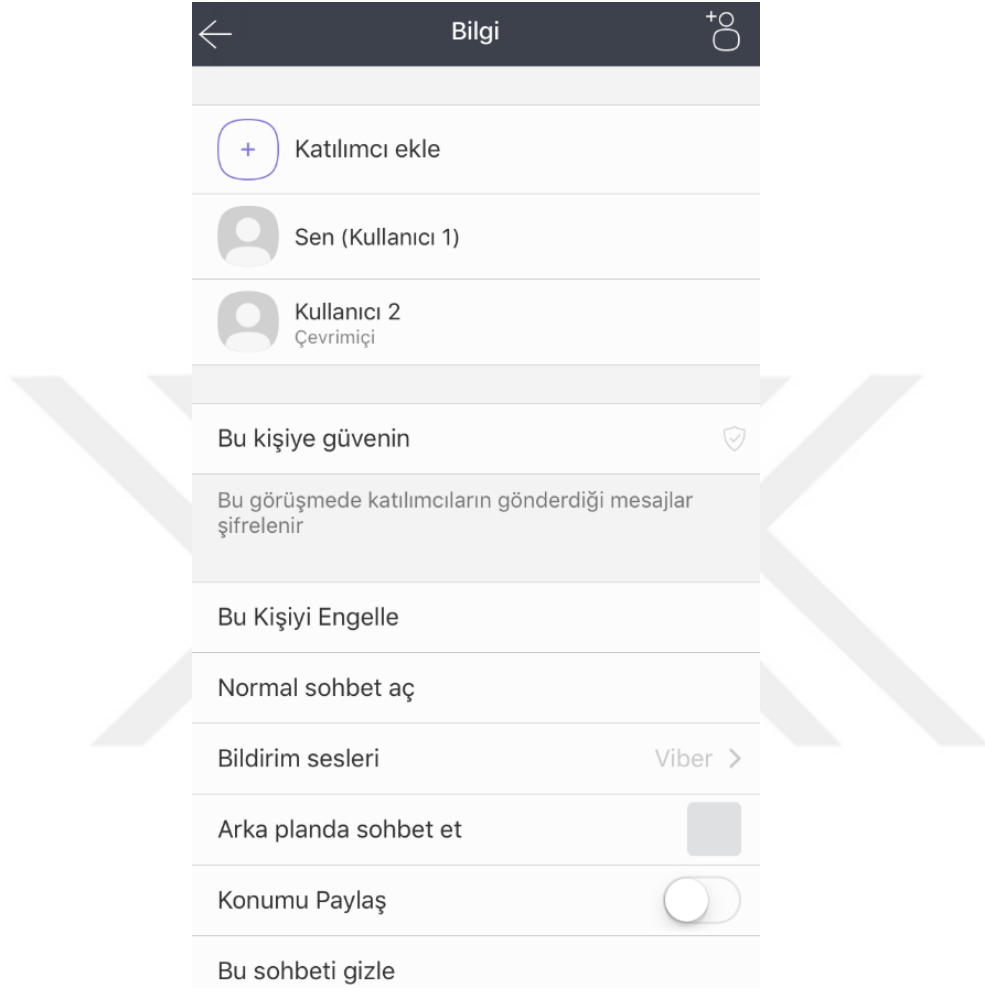 Bilgi
Katılımcı ekle
Sen (Kullanıcı 1)
Kullanıcı 2
Çevrimiçi
Bu kişiye güvenin
Bu görüşmede katılımcıların gönderdiği mesajlar
şifrelenir
Bu Kişiyi Engelle
Normal sohbet aç
Bildirim sesleri Viber
Arka planda sohbet et
Konumu Paylaş
Bu sohbeti gizle